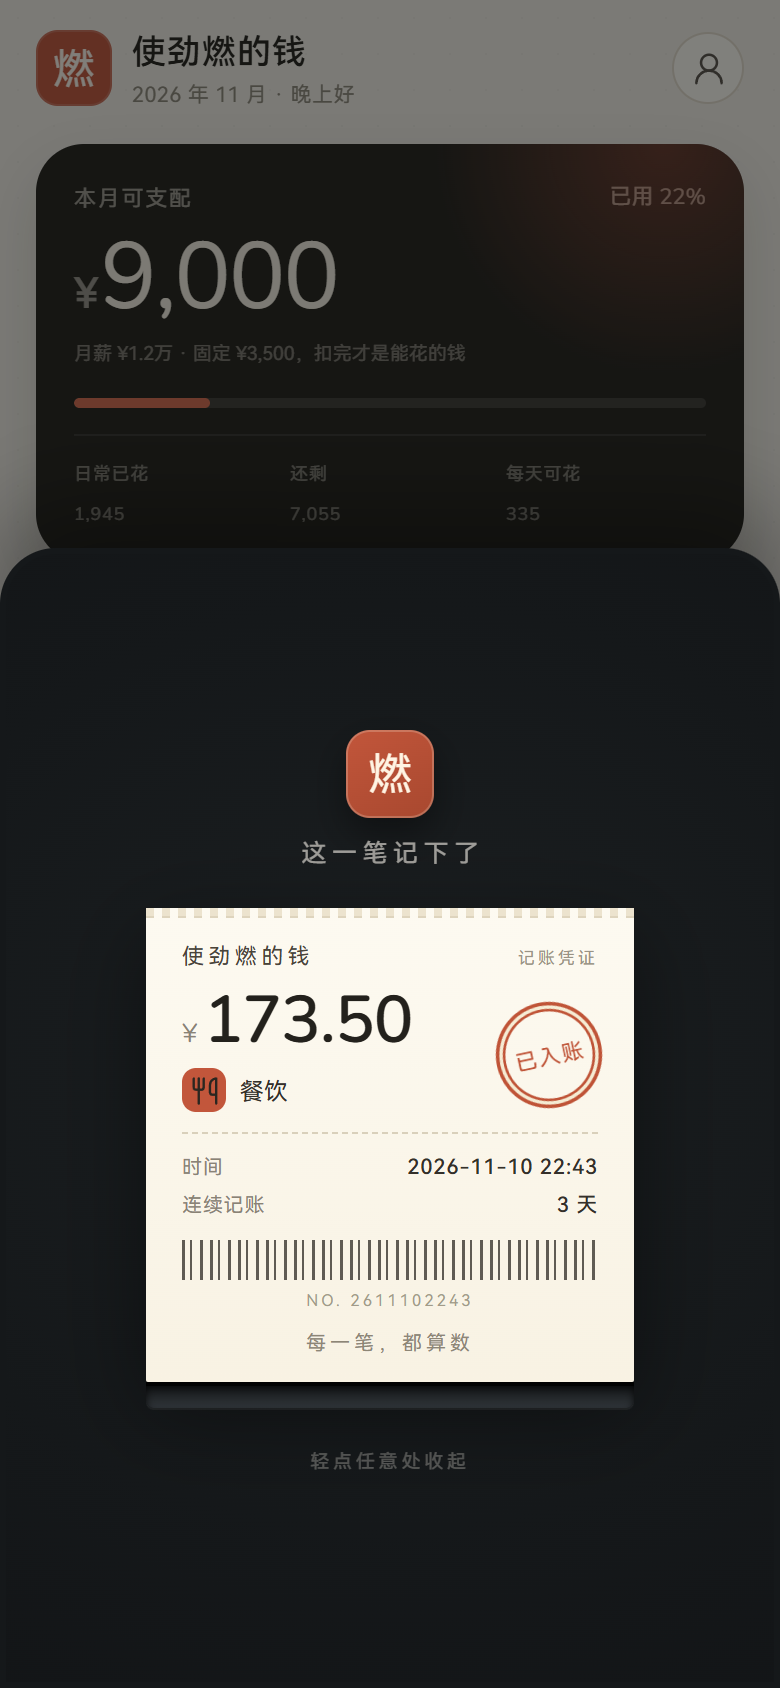 燃
使劲燃的钱
2026 年 11 月 · 晚上好
本月可支配
已用 22%
¥9,000
月薪 ¥1.2万 · 固定 ¥3,500，扣完才是能花的钱
日常已花 还剩 每天可花
1,945 7,055 335
燃
这一笔记下了
使劲燃的钱 记账凭证
¥ 173.50
已入账
餐饮
时间 2026-11-10 22:43
连续记账 3 天
NO. 2611102243
每一笔，都算数
轻点任意处收起